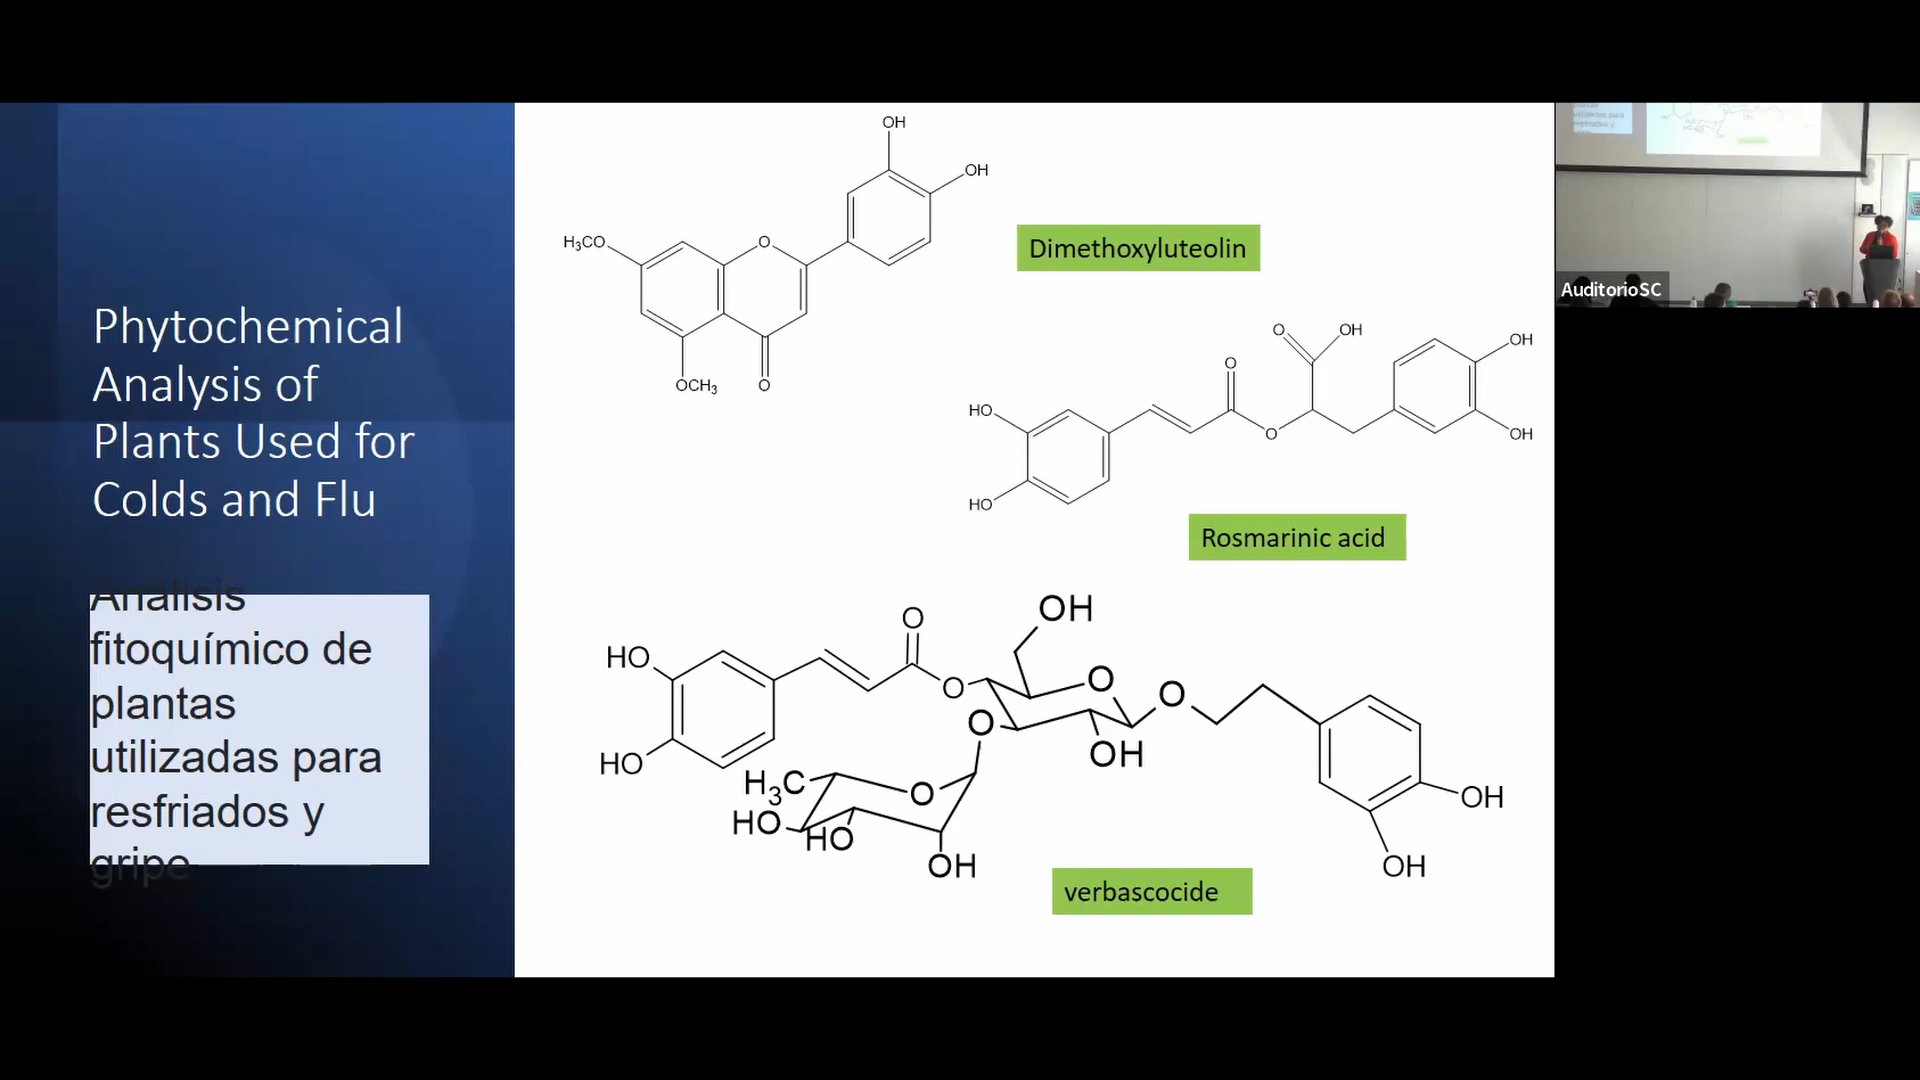 Phytochemical
Analysis of
Plants Used for
Colds and Flu
Análisis
fitoquímico de
plantas
utilizadas para
resfriados y
gripe
OH
OH
H3CO
O
OCH3
O
Dimethoxyluteolin
O
OH
OH
O
HO
O
OH
HO
Rosmarinic acid
OH
O
HO
O
O
O
O
OH
HO
H3C
O
HO
HO
OH
OH
OH
verbascocide
AuditorioSC